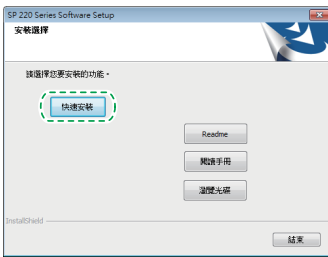 SP 220 Series Software Setup
安裝選擇
請選擇您要安裝的功能。
快速安裝
Readme
閱讀手冊
瀏覽光碟
InstallShield
結束